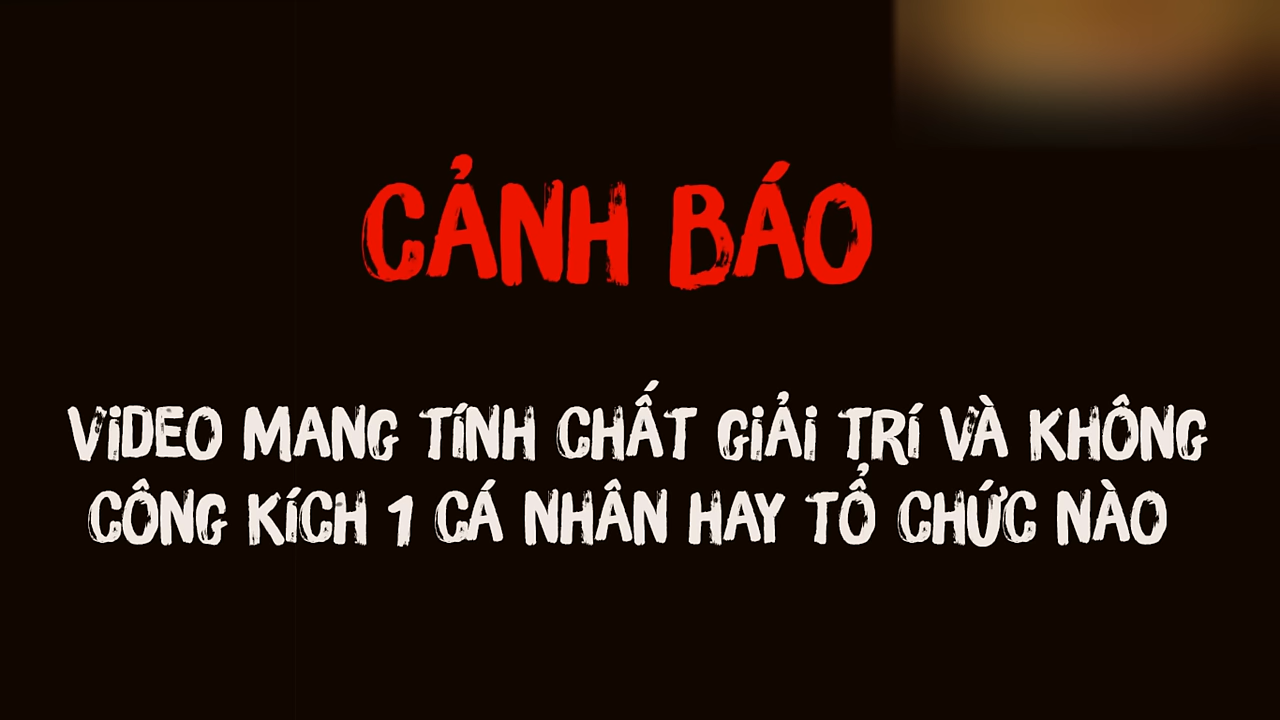 CẢNH BÁO
VIDEO MANG TÍNH CHẤT GIẢI TRÍ VÀ KHÔNG
CÔNG KÍCH 1 CÁ NHÂN HAY TỔ CHỨC NÀO